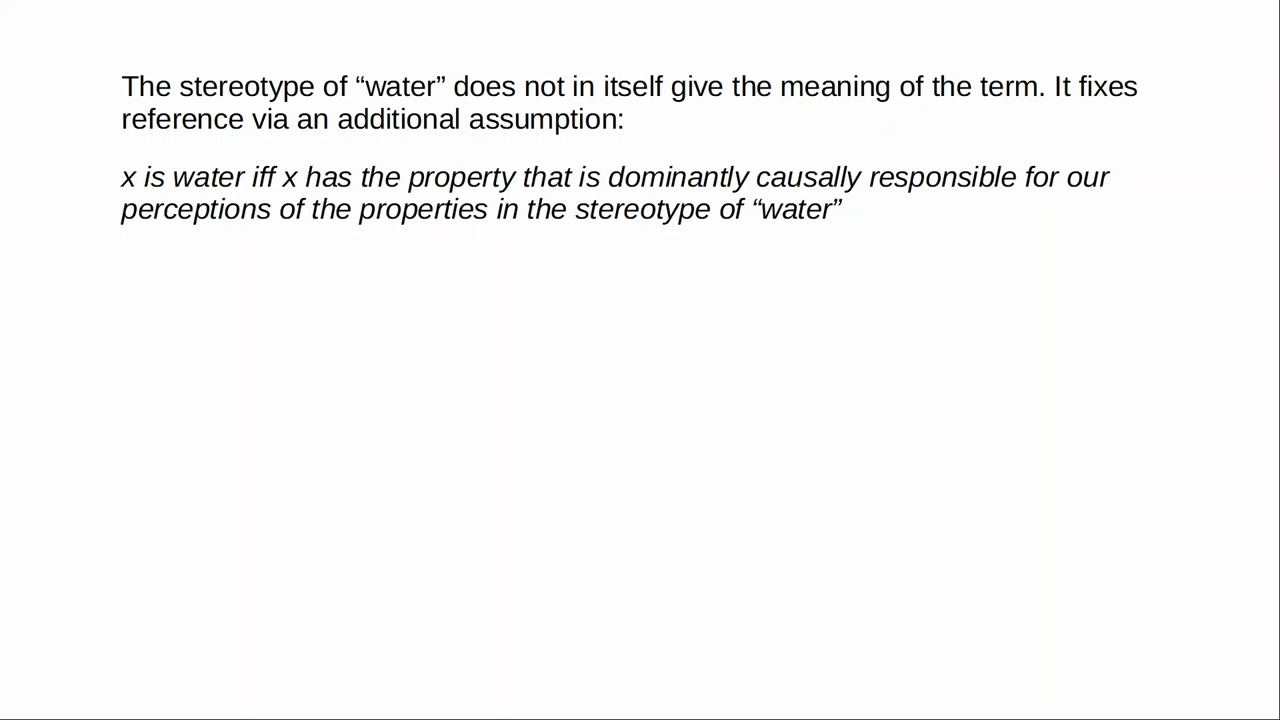 The stereotype of “water” does not in itself give the meaning of the term. It fixes
reference via an additional assumption:
x is water iff x has the property that is dominantly causally responsible for our
perceptions of the properties in the stereotype of “water”